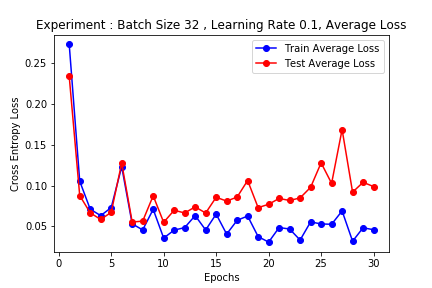 Experiment : Batch Size 32 , Learning Rate 0.1, Average Loss
Train Average Loss
Test Average Loss
Cross Entropy Loss
0.25
0.20
0.15
0.10
0.05
0 5 10 15 20 25 30
Epochs